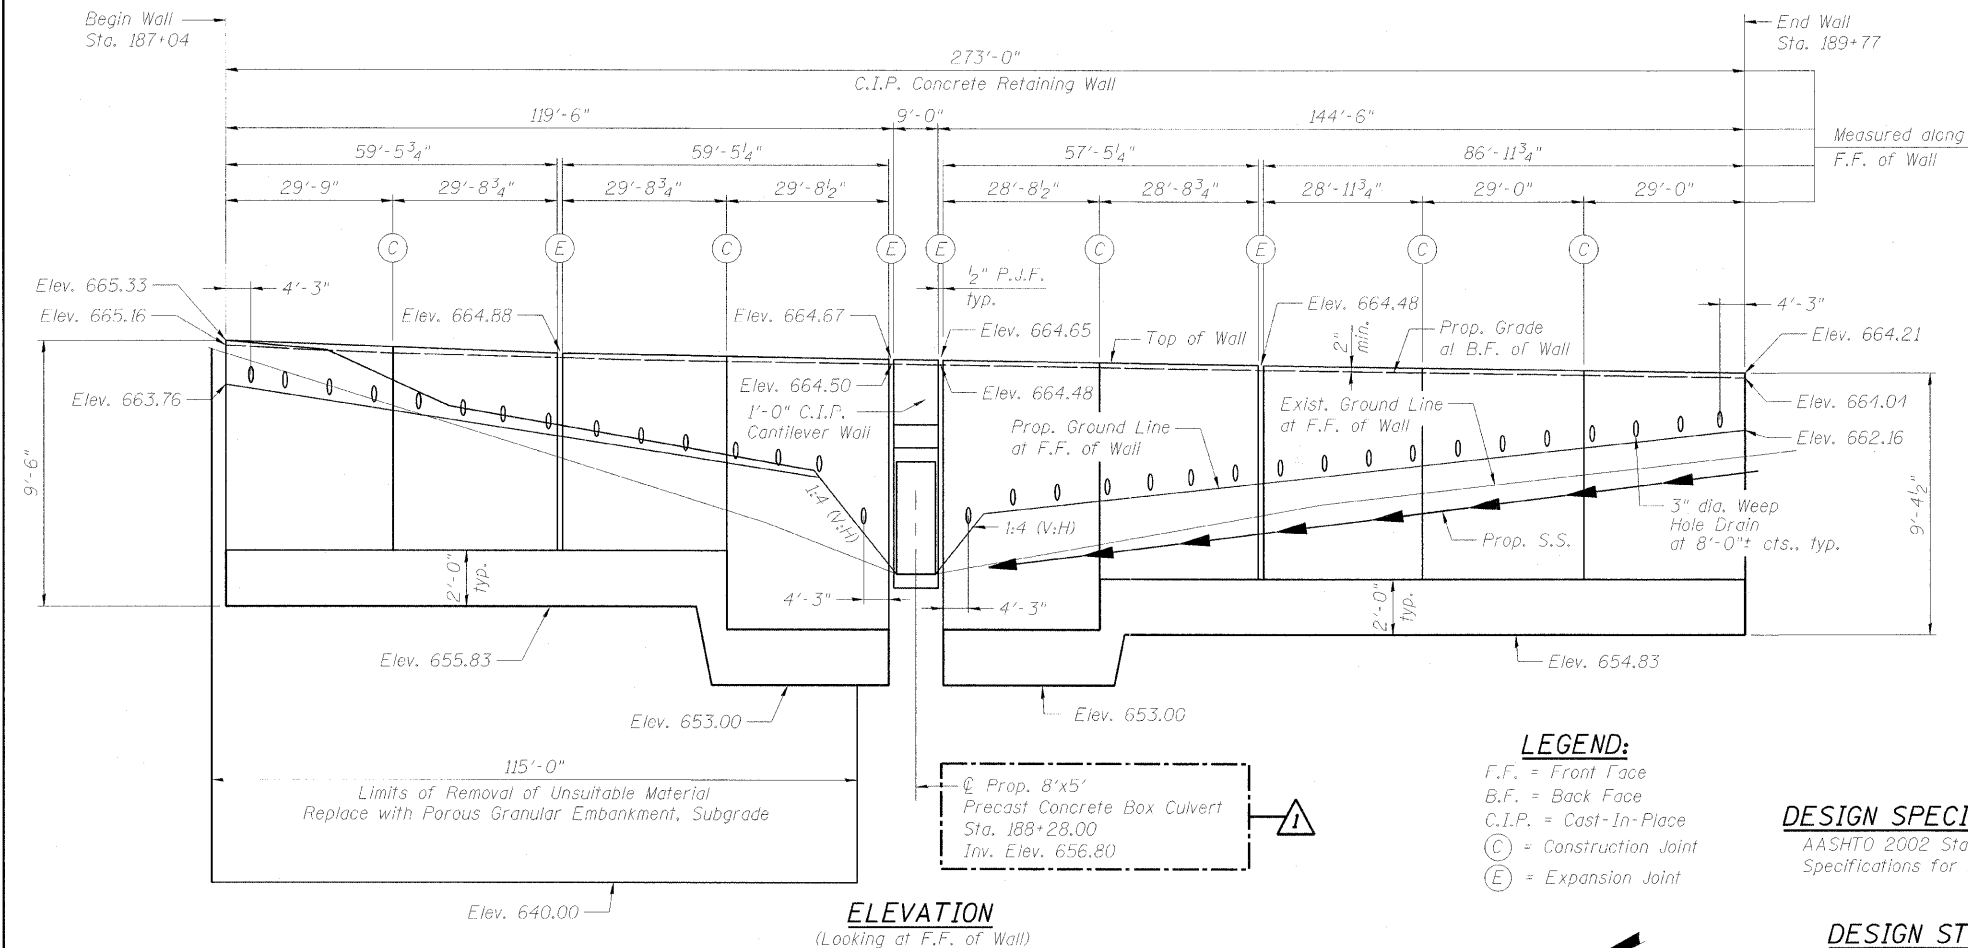 Begin Wall
Sta. 187+04
End Wall
Sta. 189+77
273'-0"
C.I.P. Concrete Retaining Wall
119'-6"
9'-0"
144'-6"
Measured along
F.F. of Wall
59'-5¾"
59'-5¼"
57'-5¼"
86'-11¾"
29'-9"
29'-8¾"
29'-8¾"
29'-8½"
28'-8½"
28'-8¾"
28'-11¾"
29'-0"
29'-0"
C
E
C
E
E
C
E
C
C
½" P.J.F.
typ.
Elev. 665.33
4'-3"
Elev. 665.16
Elev. 664.88
Elev. 664.67
Elev. 664.65
Elev. 664.48
Top of Wall
2"
min.
Prop. Grade
at B.F. of Wall
4'-3"
Elev. 664.21
Elev. 663.76
Elev. 664.50
Elev. 664.48
1'-0" C.I.P.
Cantilever Wall
Prop. Ground Line
at F.F. of Wall
Exist. Ground Line
at F.F. of Wall
Elev. 664.04
Elev. 662.16
9'-6"
1:4 (V:H)
1:4 (V:H)
Prop. S.S.
3" dia. Weep
Hole Drain
at 8'-0"± cts., typ.
9'-4½"
2'-0"
typ.
4'-3"
4'-3"
2'-0"
typ.
Elev. 655.83
Elev. 654.83
Elev. 653.00
Elev. 653.00
115'-0"
Limits of Removal of Unsuitable Material
Replace with Porous Granular Embankment, Subgrade
℄ Prop. 8'x5'
Precast Concrete Box Culvert
Sta. 188+28.00
Inv. Elev. 656.80
1
Elev. 640.00
ELEVATION
(Looking at F.F. of Wall)
LEGEND:
F.F. = Front Face
B.F. = Back Face
C.I.P. = Cast-In-Place
C = Construction Joint
E = Expansion Joint
DESIGN SPECI
AASHTO 2002 Sta
Specifications for
DESIGN ST